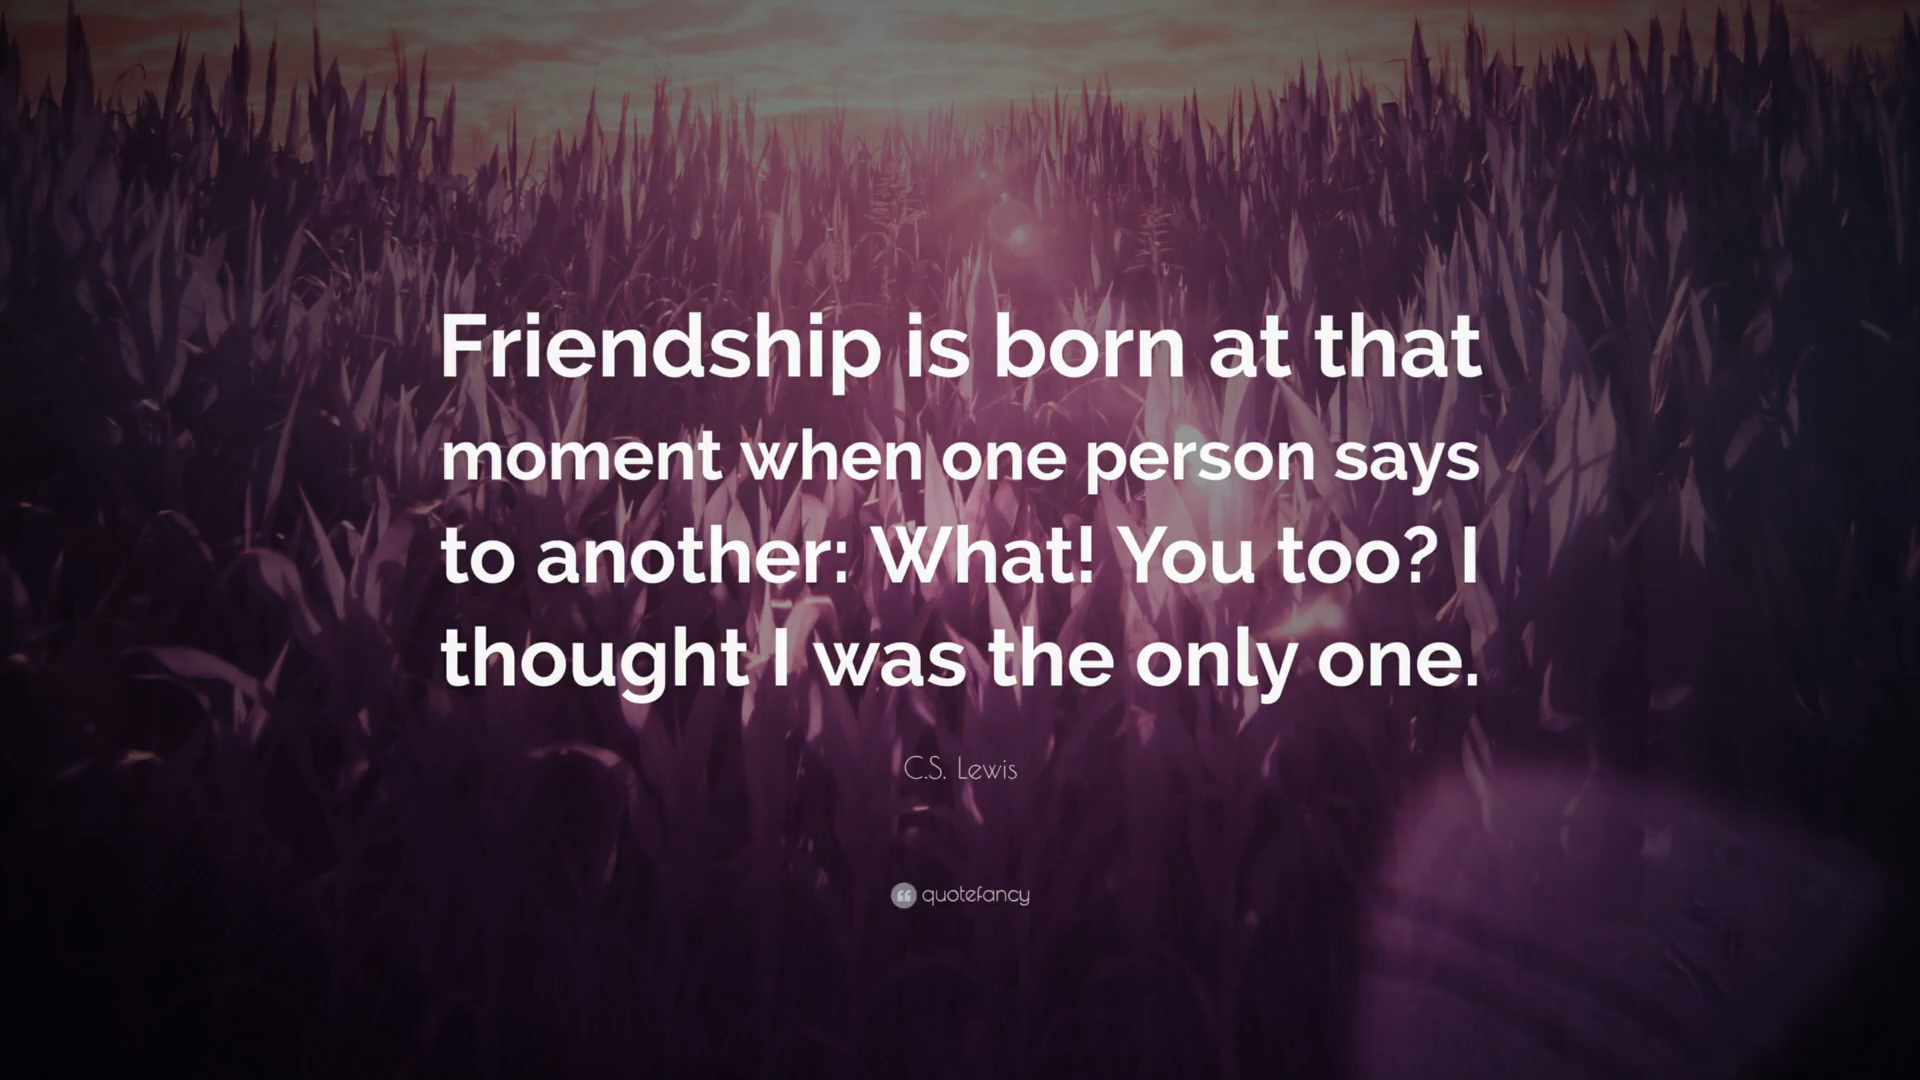 Friendship is born at that
moment when one person says
to another: What! You too? I
thought I was the only one.
C.S. Lewis
quotefancy